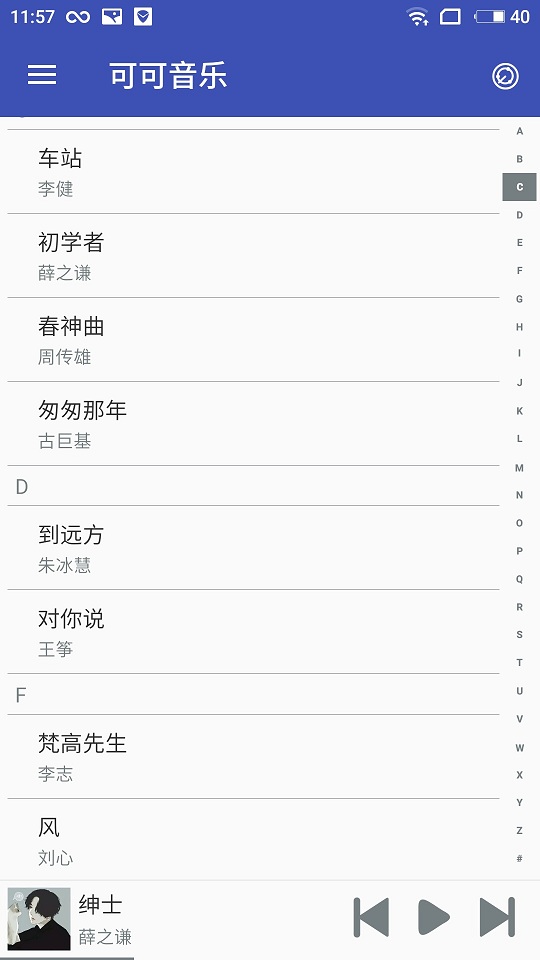 11:57
40
可可音乐
车站
李健
初学者
薛之谦
春神曲
周传雄
匆匆那年
古巨基
D
到远方
朱冰慧
对你说
王筝
F
梵高先生
李志
风
刘心
A
B
C
D
E
F
G
H
I
J
K
L
M
N
O
P
Q
R
S
T
U
V
W
X
Y
Z
#
绅士
薛之谦